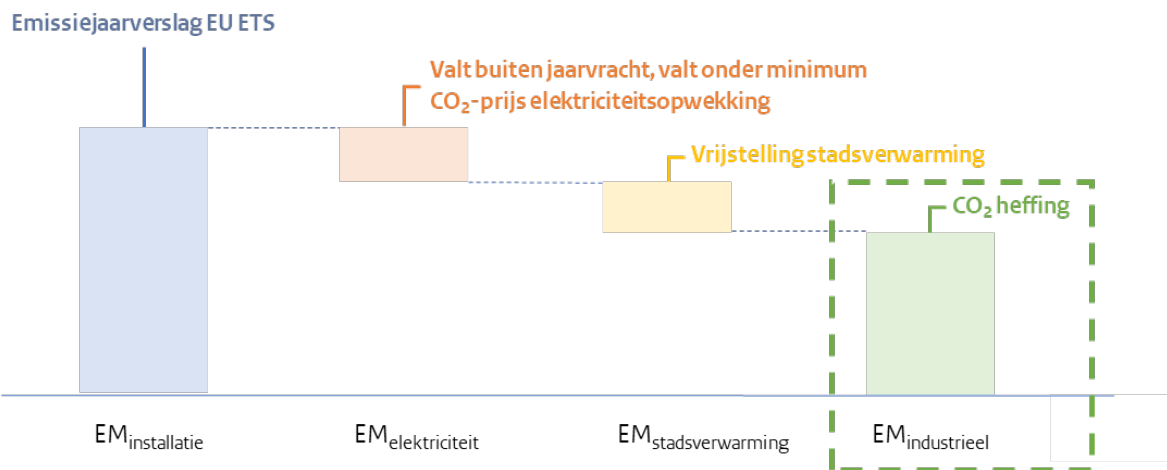 Emissiejaarverslag EU ETS
Valt buiten jaarvracht, valt onder minimum
CO₂-prijs elektriciteitsopwekking
Vrijstelling stadsverwarming
CO₂ heffing
EMinstallatie
EMelektriciteit
EMstadsverwarming
EMindustrieel